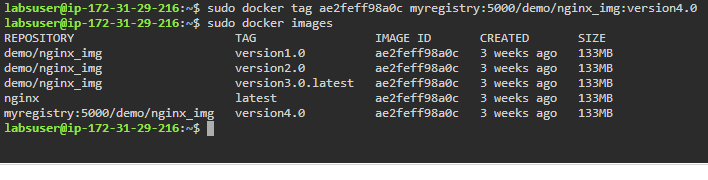 labsuser@ip-172-31-29-216:~$ sudo docker tag ae2feff98a0c myregistry:5000/demo/nginx_img:version4.0
labsuser@ip-172-31-29-216:~$ sudo docker images
REPOSITORY TAG IMAGE ID CREATED SIZE
demo/nginx_img version1.0 ae2feff98a0c 3 weeks ago 133MB
demo/nginx_img version2.0 ae2feff98a0c 3 weeks ago 133MB
demo/nginx_img version3.0.latest ae2feff98a0c 3 weeks ago 133MB
nginx latest ae2feff98a0c 3 weeks ago 133MB
myregistry:5000/demo/nginx_img version4.0 ae2feff98a0c 3 weeks ago 133MB
labsuser@ip-172-31-29-216:~$